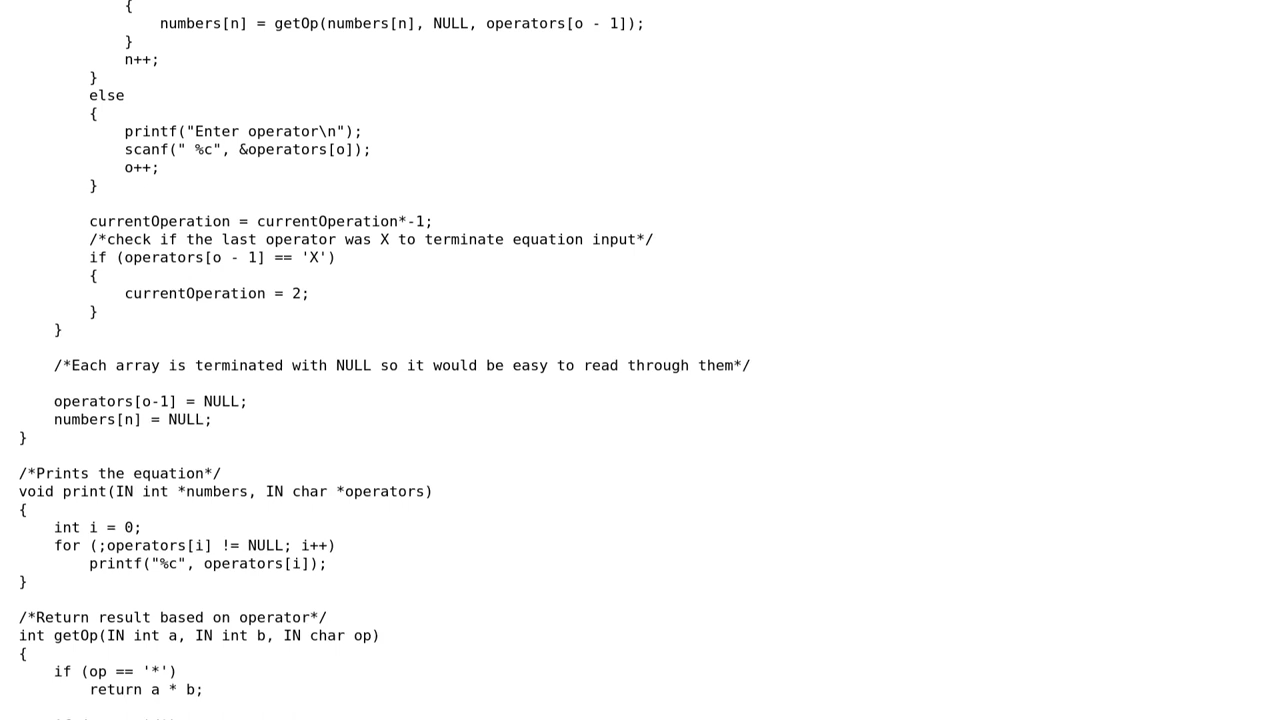 {
numbers[n] = getOp(numbers[n], NULL, operators[o - 1]);
}
n++;
}
else
{
printf("Enter operator\n");
scanf(" %c", &operators[o]);
o++;
}
currentOperation = currentOperation*-1;
/*check if the last operator was X to terminate equation input*/
if (operators[o - 1] == 'X')
{
currentOperation = 2;
}
}
/*Each array is terminated with NULL so it would be easy to read through them*/
operators[o-1] = NULL;
numbers[n] = NULL;
}
/*Prints the equation*/
void print(IN int *numbers, IN char *operators)
{
int i = 0;
for (;operators[i] != NULL; i++)
printf("%c", operators[i]);
}
/*Return result based on operator*/
int getOp(IN int a, IN int b, IN char op)
{
if (op == '*')
return a * b;